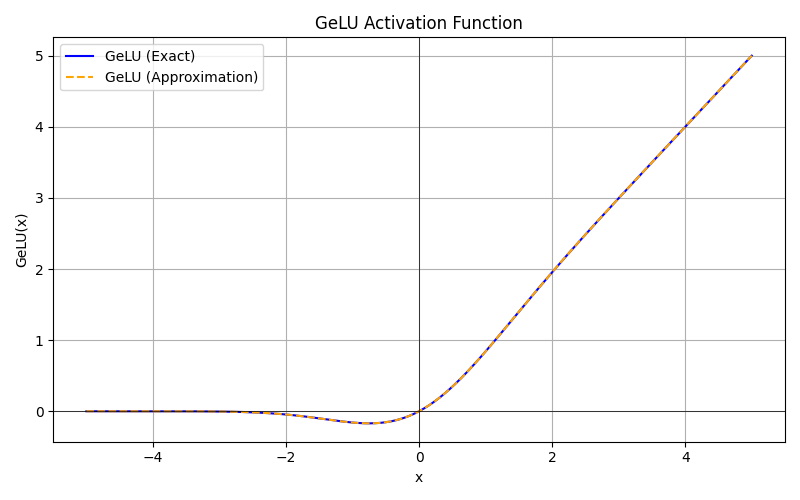 GeLU Activation Function
GeLU (Exact)
GeLU (Approximation)
GeLU(x)
5
4
3
2
1
0
−4
−2
0
2
4
x